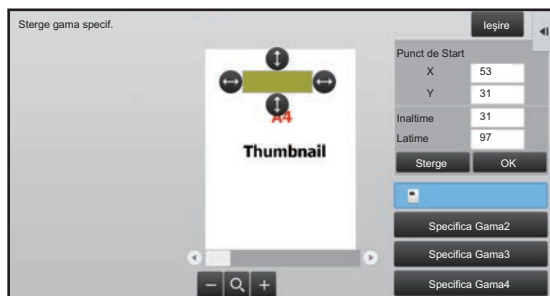 Sterge gama specif.
Ieşire
Punct de Start
X 53
Y 31
Inaltime 31
Latime 97
Sterge OK
A4
Thumbnail
Specifica Gama2
Specifica Gama3
Specifica Gama4